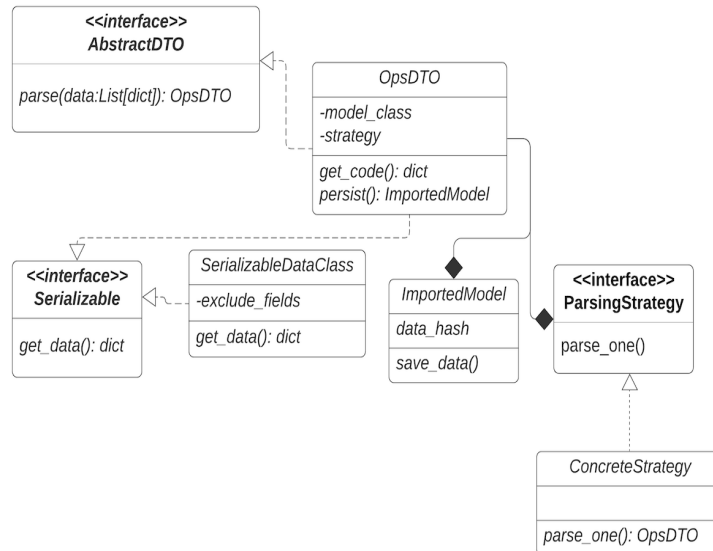 <<interface>>
AbstractDTO
parse(data:List[dict]): OpsDTO
OpsDTO
-model_class
-strategy
get_code(): dict
persist(): ImportedModel
<<interface>>
Serializable
get_data(): dict
SerializableDataClass
-exclude_fields
get_data(): dict
ImportedModel
data_hash
save_data()
<<interface>>
ParsingStrategy
parse_one()
ConcreteStrategy
parse_one(): OpsDTO